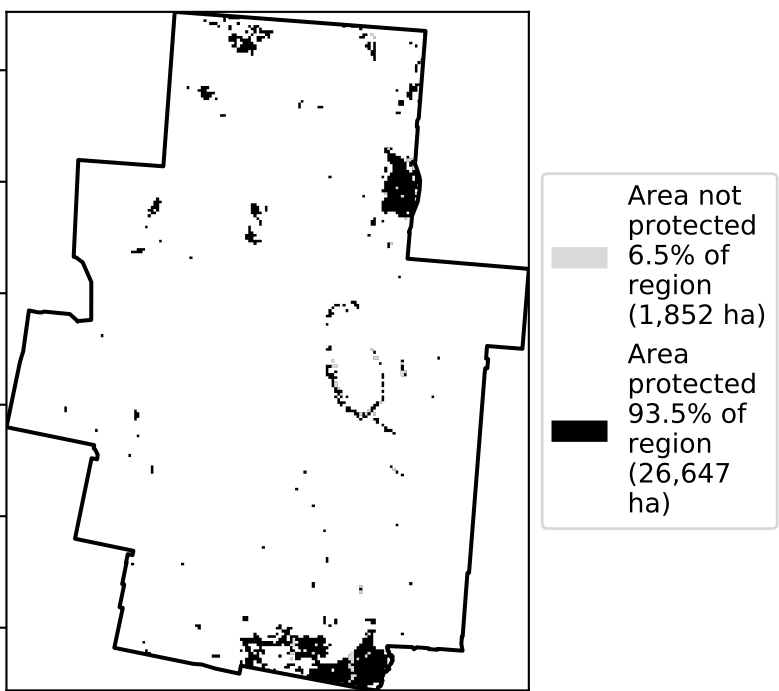 Area not
protected
6.5% of
region
(1,852 ha)
Area
protected
93.5% of
region
(26,647
ha)